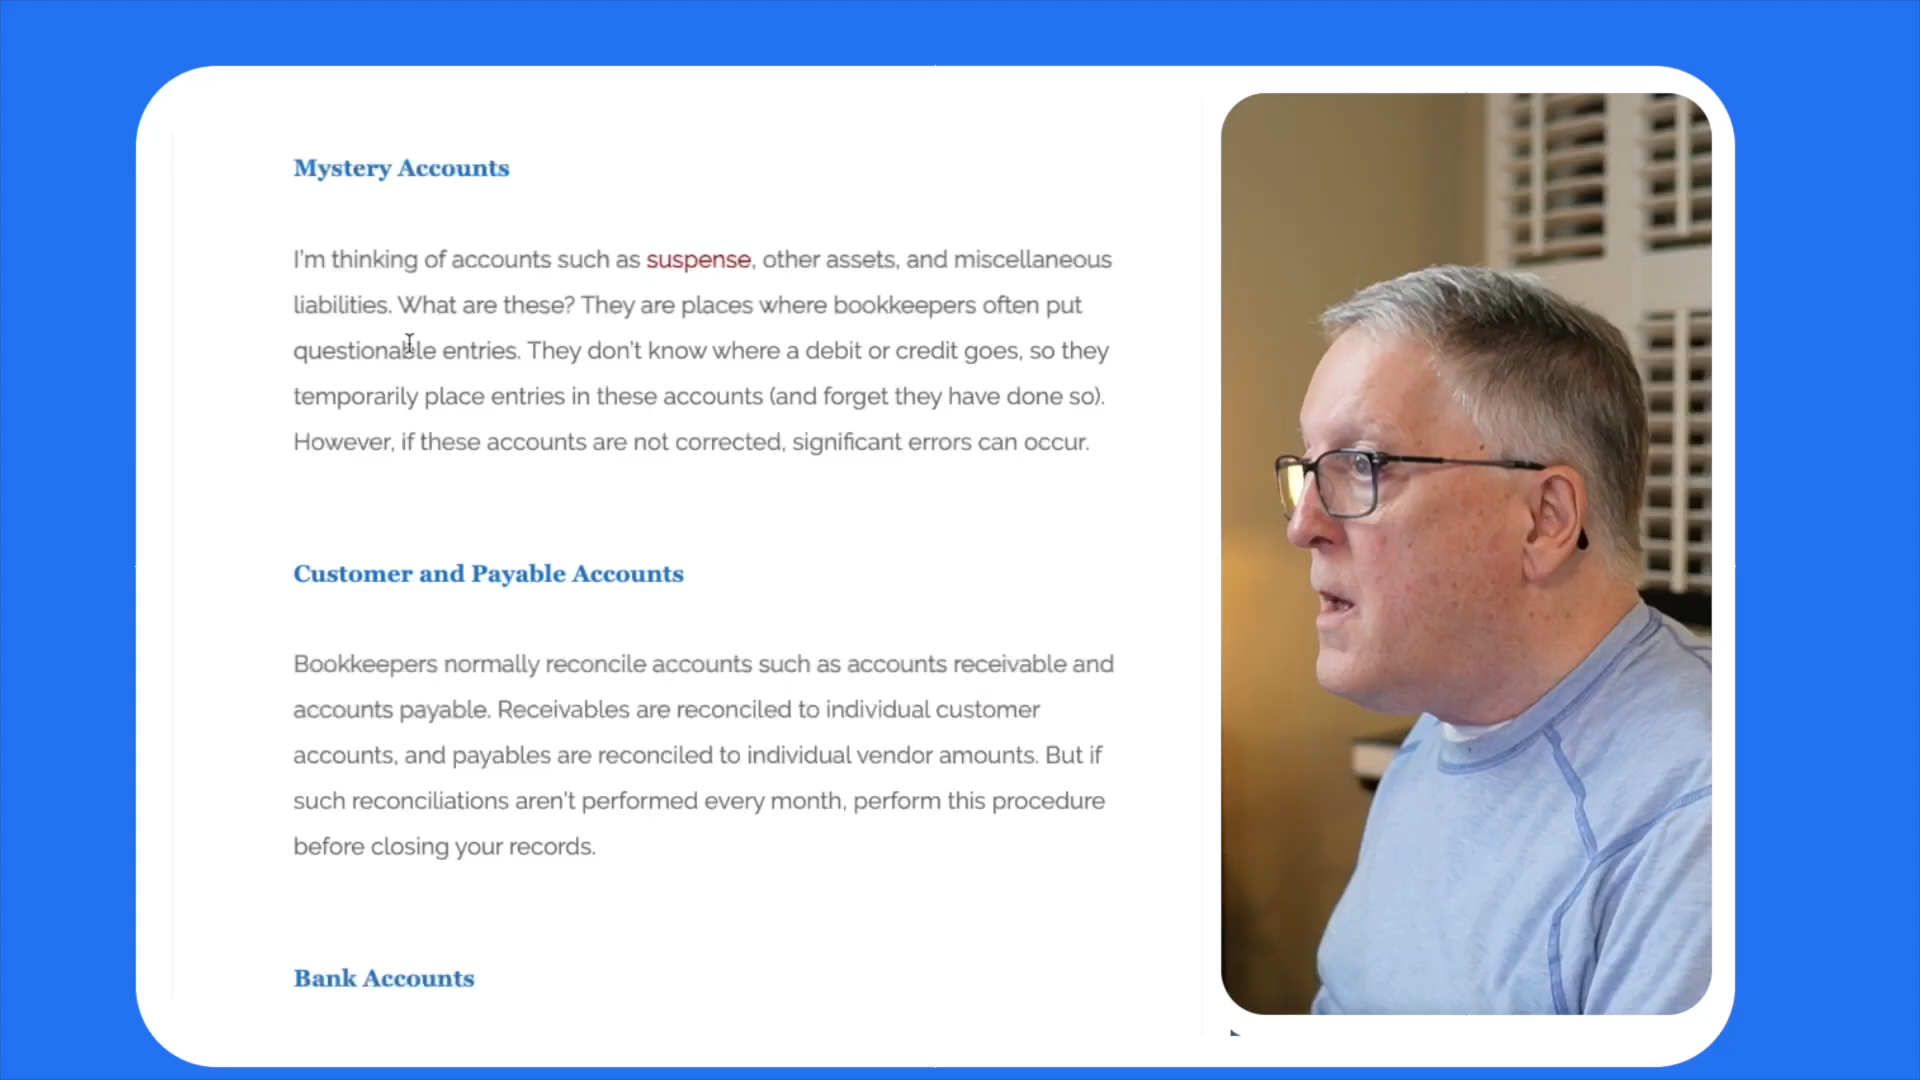 Mystery Accounts
I'm thinking of accounts such as suspense, other assets, and miscellaneous
liabilities. What are these? They are places where bookkeepers often put
questionable entries. They don't know where a debit or credit goes, so they
temporarily place entries in these accounts (and forget they have done so).
However, if these accounts are not corrected, significant errors can occur.
Customer and Payable Accounts
Bookkeepers normally reconcile accounts such as accounts receivable and
accounts payable. Receivables are reconciled to individual customer
accounts, and payables are reconciled to individual vendor amounts. But if
such reconciliations aren't performed every month, perform this procedure
before closing your records.
Bank Accounts